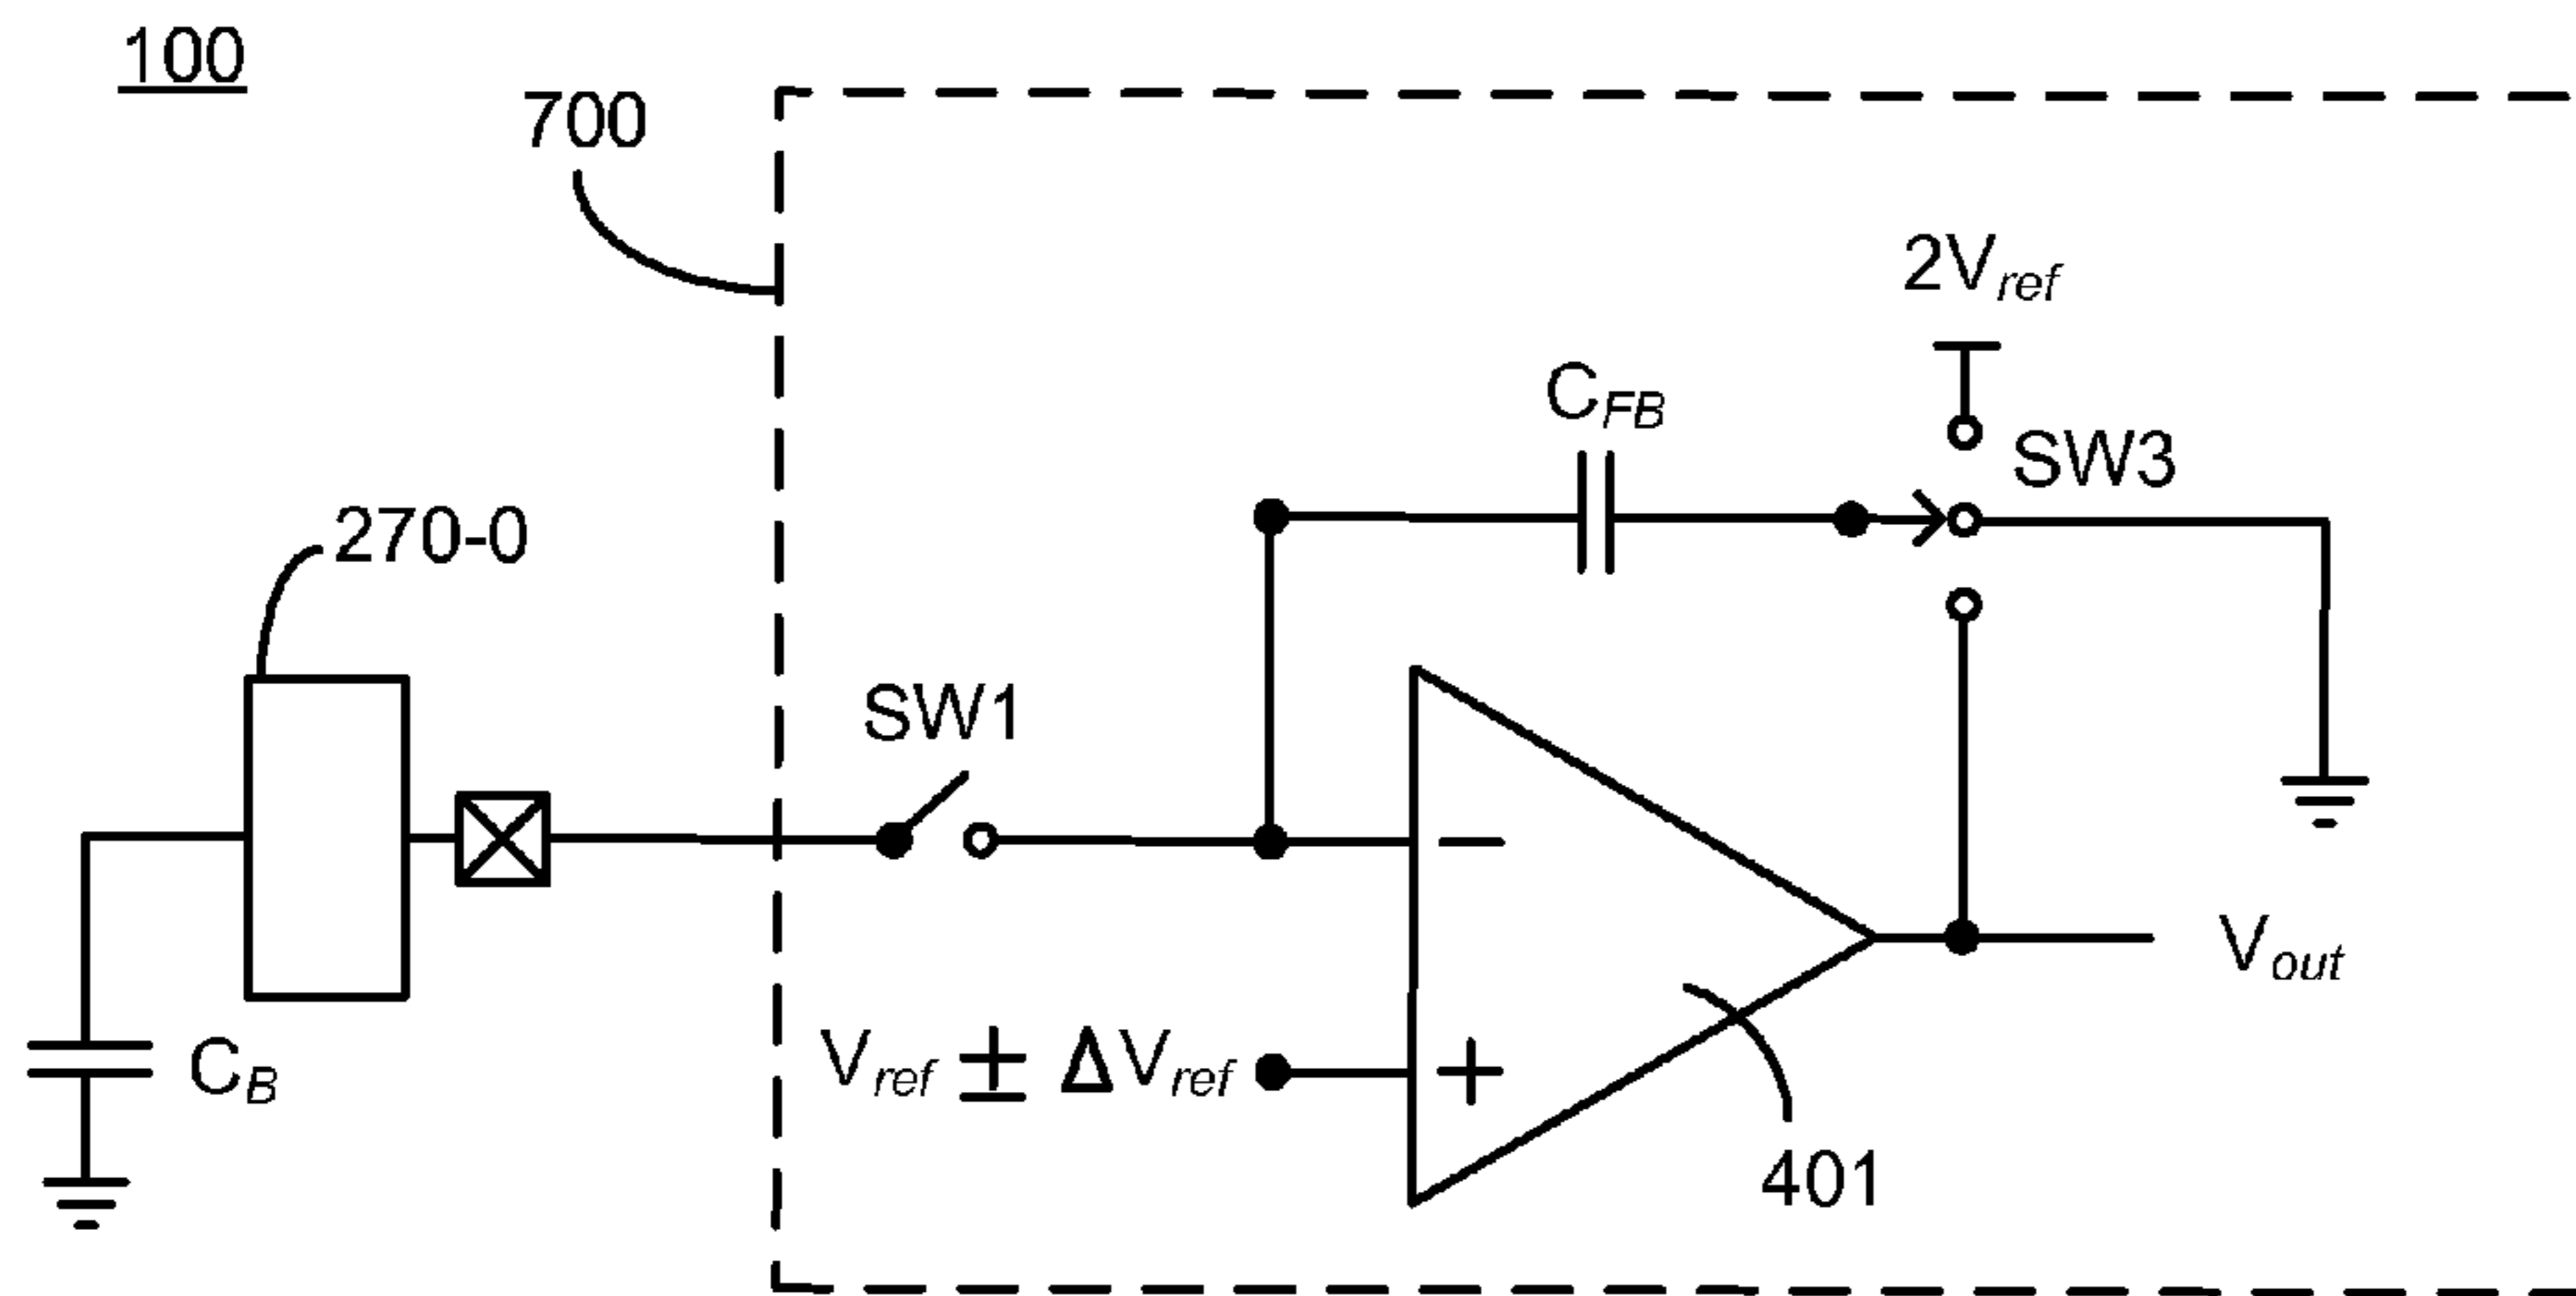 100
700
2Vref
CFB
SW3
270-0
SW1
−
Vout
Vref ± ΔVref
+
CB
401